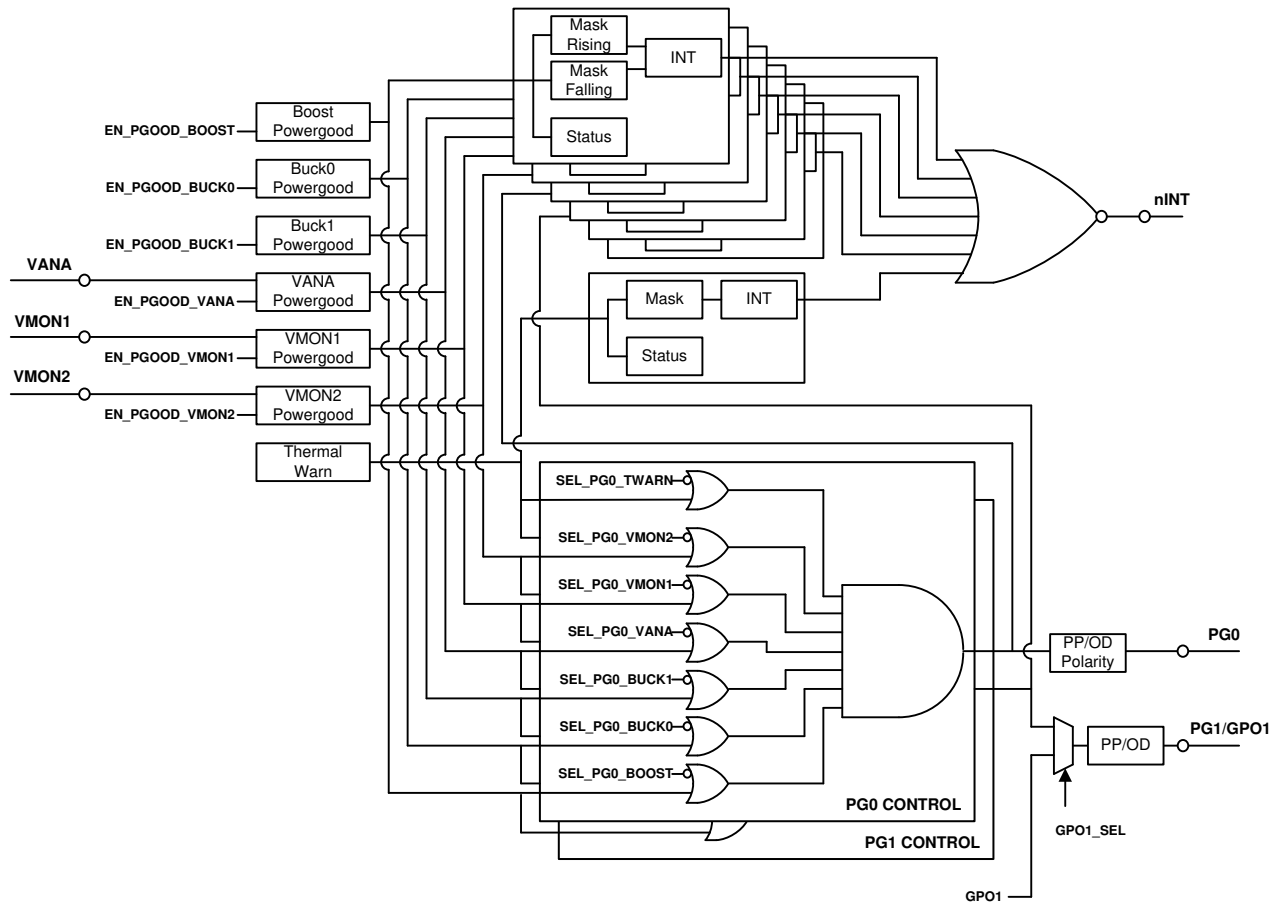 Mask
Rising
INT
Mask
Falling
Status
EN_PGOOD_BOOST
Boost
Powergood
EN_PGOOD_BUCK0
Buck0
Powergood
EN_PGOOD_BUCK1
Buck1
Powergood
VANA
EN_PGOOD_VANA
VANA
Powergood
VMON1
EN_PGOOD_VMON1
VMON1
Powergood
VMON2
EN_PGOOD_VMON2
VMON2
Powergood
Thermal
Warn
nINT
Mask
INT
Status
SEL_PG0_TWARN
SEL_PG0_VMON2
SEL_PG0_VMON1
SEL_PG0_VANA
SEL_PG0_BUCK1
SEL_PG0_BUCK0
SEL_PG0_BOOST
PG0 CONTROL
PG1 CONTROL
PP/OD
Polarity
PG0
PP/OD
PG1/GPO1
GPO1_SEL
GPO1